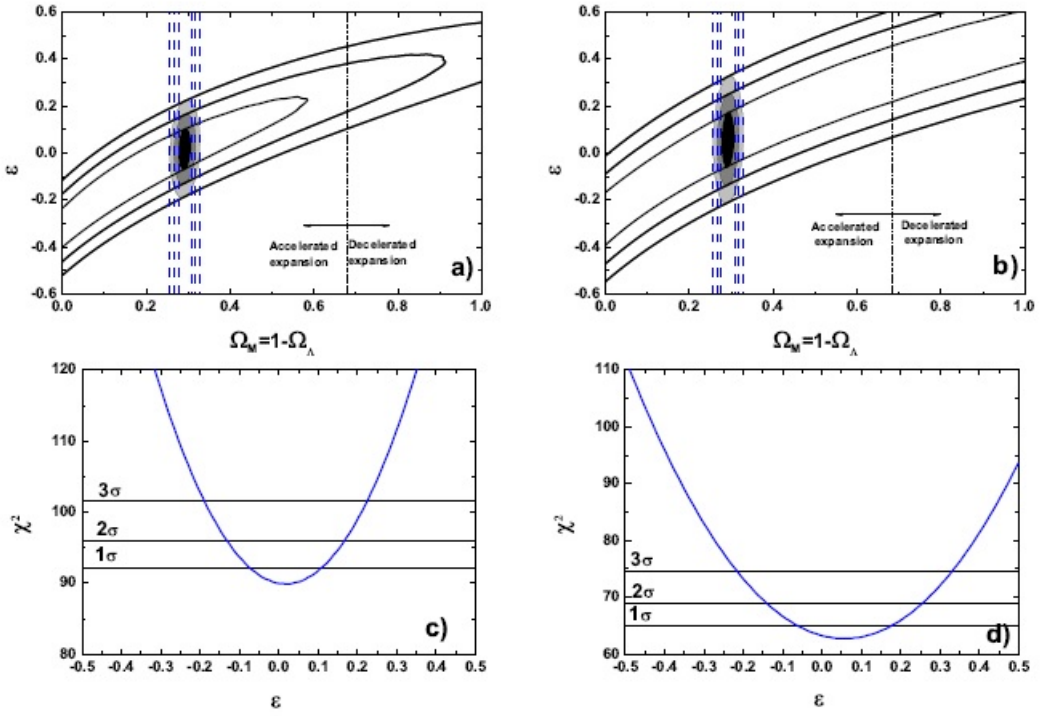 0.6
0.4
0.2
0.0
-0.2
-0.4
-0.6
ε
Accelerated expansion
Decelerated expansion
a)
0.0 0.2 0.4 0.6 0.8 1.0
Ω_M=1-Ω_Λ
0.6
0.4
0.2
0.0
-0.2
-0.4
-0.6
ε
Accelerated expansion
Decelerated expansion
b)
0.0 0.2 0.4 0.6 0.8 1.0
Ω_M=1-Ω_Λ
120
110
100
90
80
χ²
3σ
2σ
1σ
c)
-0.5 -0.4 -0.3 -0.2 -0.1 0.0 0.1 0.2 0.3 0.4 0.5
ε
110
100
90
80
70
60
χ²
3σ
2σ
1σ
d)
-0.5 -0.4 -0.3 -0.2 -0.1 0.0 0.1 0.2 0.3 0.4 0.5
ε